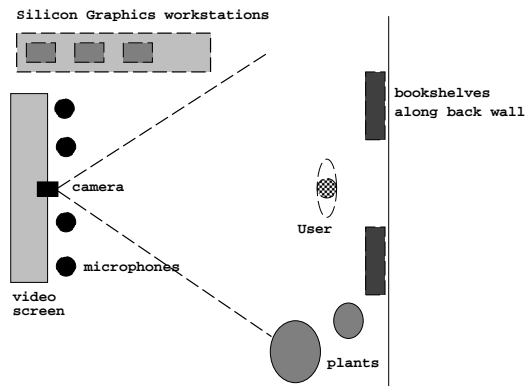 Silicon Graphics workstations
bookshelves
along back wall
camera
User
microphones
video
screen
plants